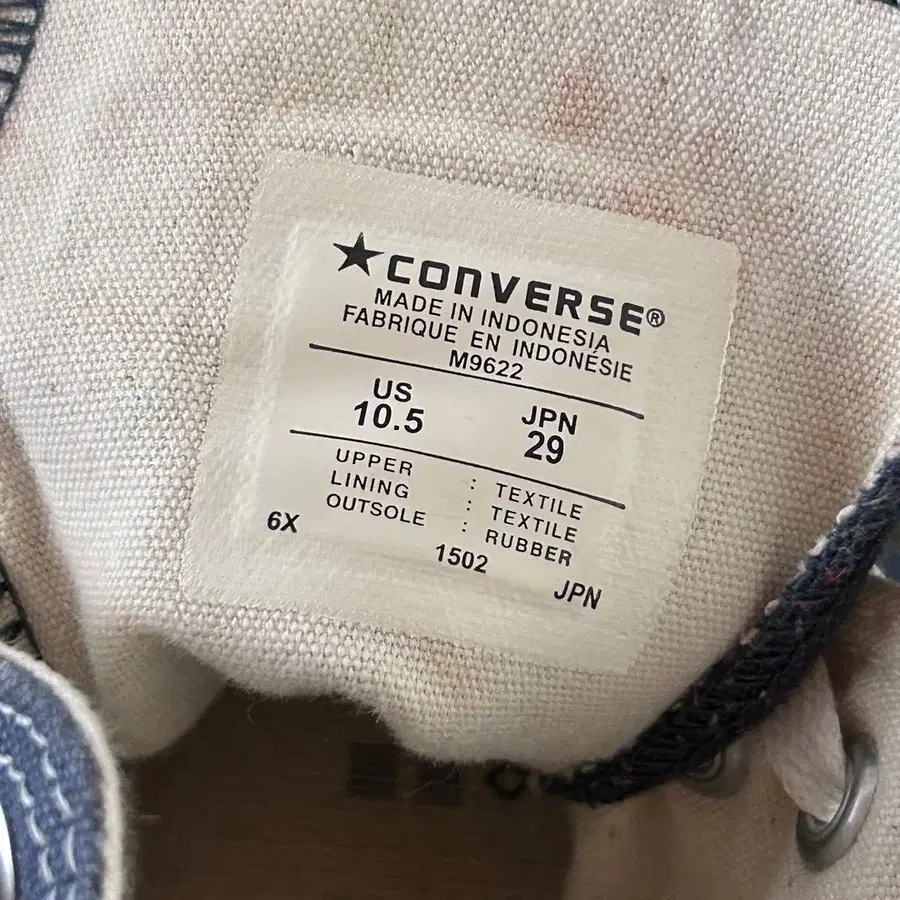 ★CONVERSE®
MADE IN INDONESIA
FABRIQUE EN INDONÉSIE
M9622
US JPN
10.5 29
UPPER : TEXTILE
LINING : TEXTILE
OUTSOLE : RUBBER
6X 1502 JPN